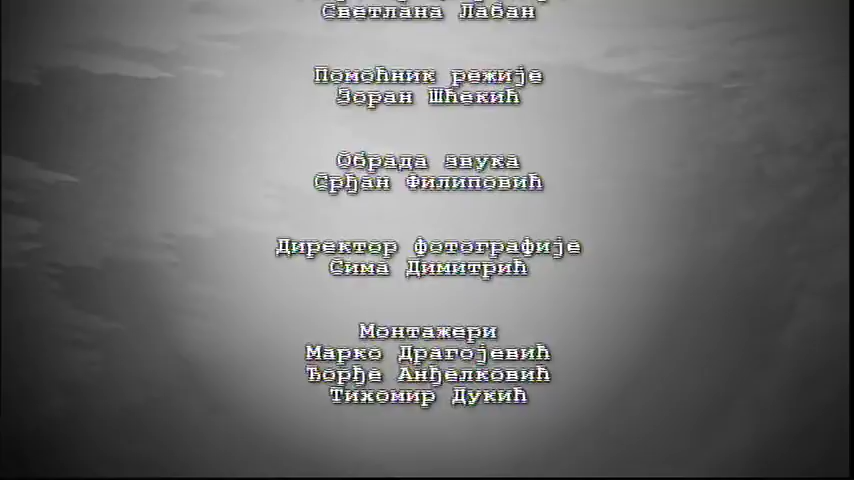 Светлана Лабан
Помоћник режије
Зоран Шћекић
Обрада звука
Срђан Филиповић
Директор фотографије
Сима Димитрић
Монтажери
Марко Драгојевић
Ђорђе Анђелковић
Тихомир Дукић